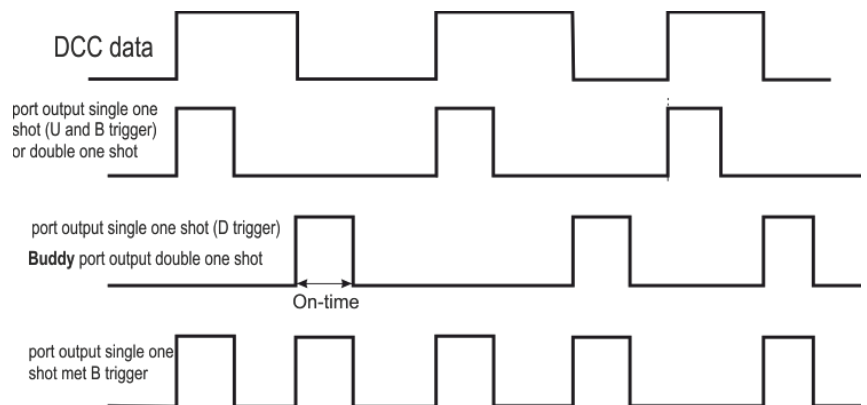 DCC data
port output single one
shot (U and B trigger)
or double one shot
port output single one shot (D trigger)
Buddy port output double one shot
On-time
port output single one
shot met B trigger